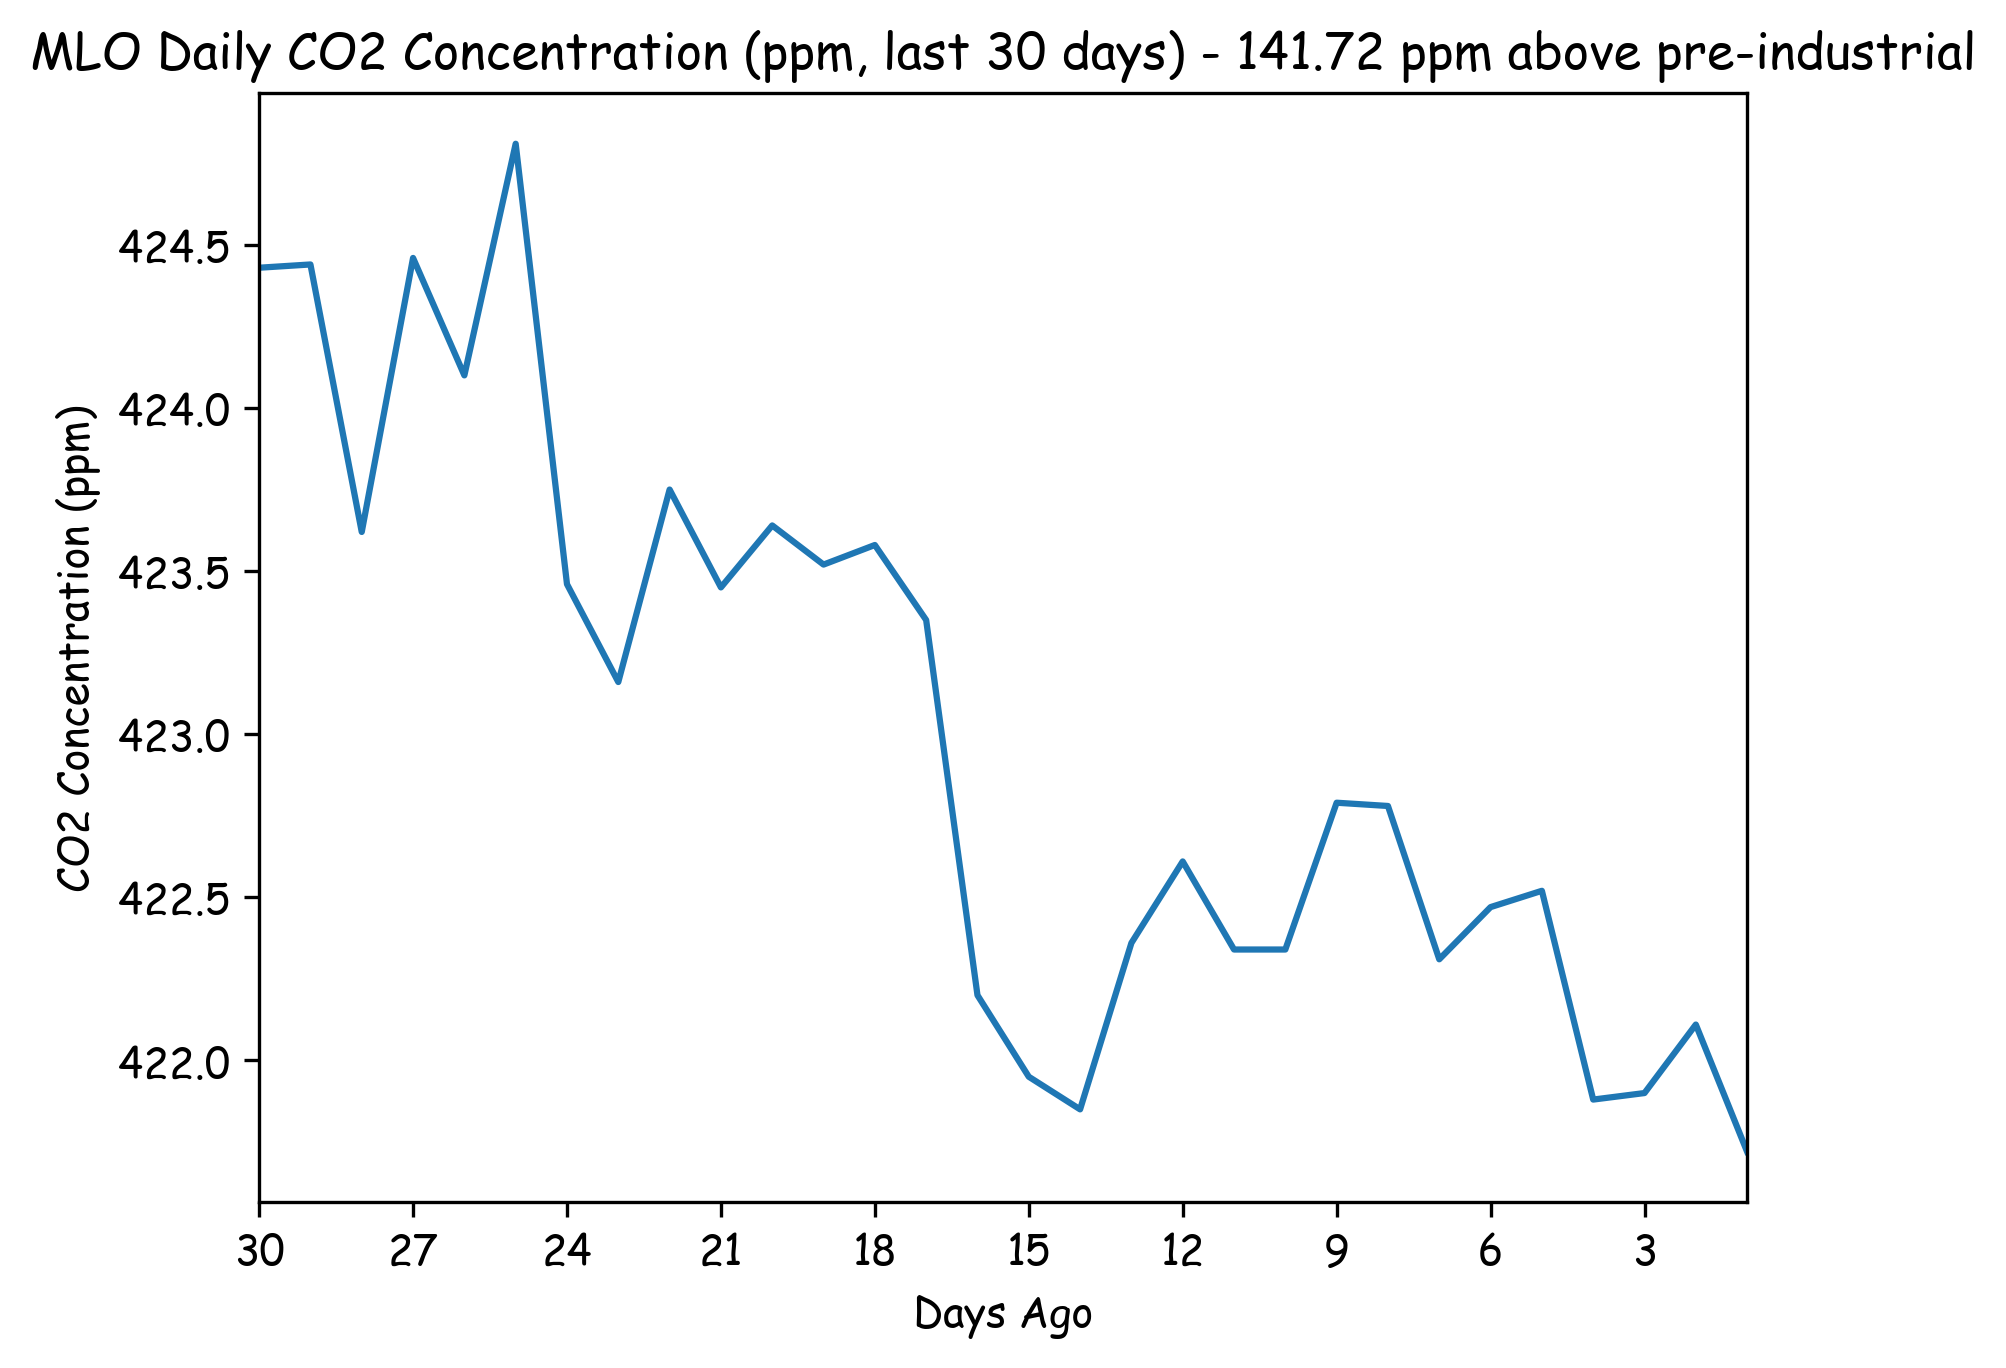 MLO Daily CO2 Concentration (ppm, last 30 days) - 141.72 ppm above pre-industrial
CO2 Concentration (ppm)
424.5
424.0
423.5
423.0
422.5
422.0
30 27 24 21 18 15 12 9 6 3
Days Ago